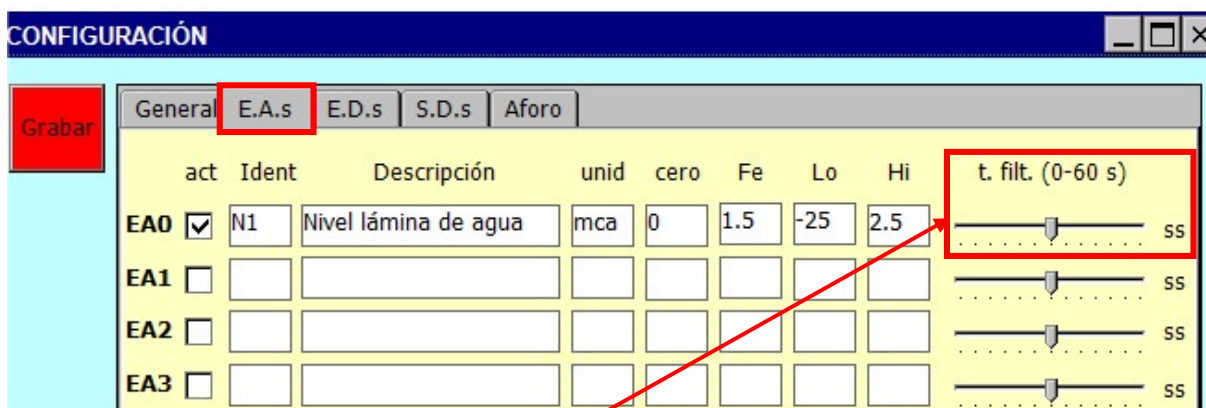 CONFIGURACIÓN
Grabar
General E.A.s E.D.s S.D.s Aforo
act Ident Descripción unid cero Fe Lo Hi t. filt. (0-60 s)
EA0 N1 Nivel lámina de agua mca 0 1.5 -25 2.5 ss
EA1 ss
EA2 ss
EA3 ss